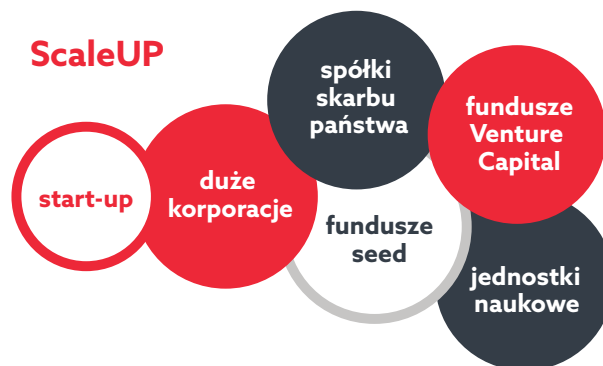 ScaleUP
start-up
duże
korporacje
spółki
skarbu
państwa
fundusze
seed
fundusze
Venture
Capital
jednostki
naukowe